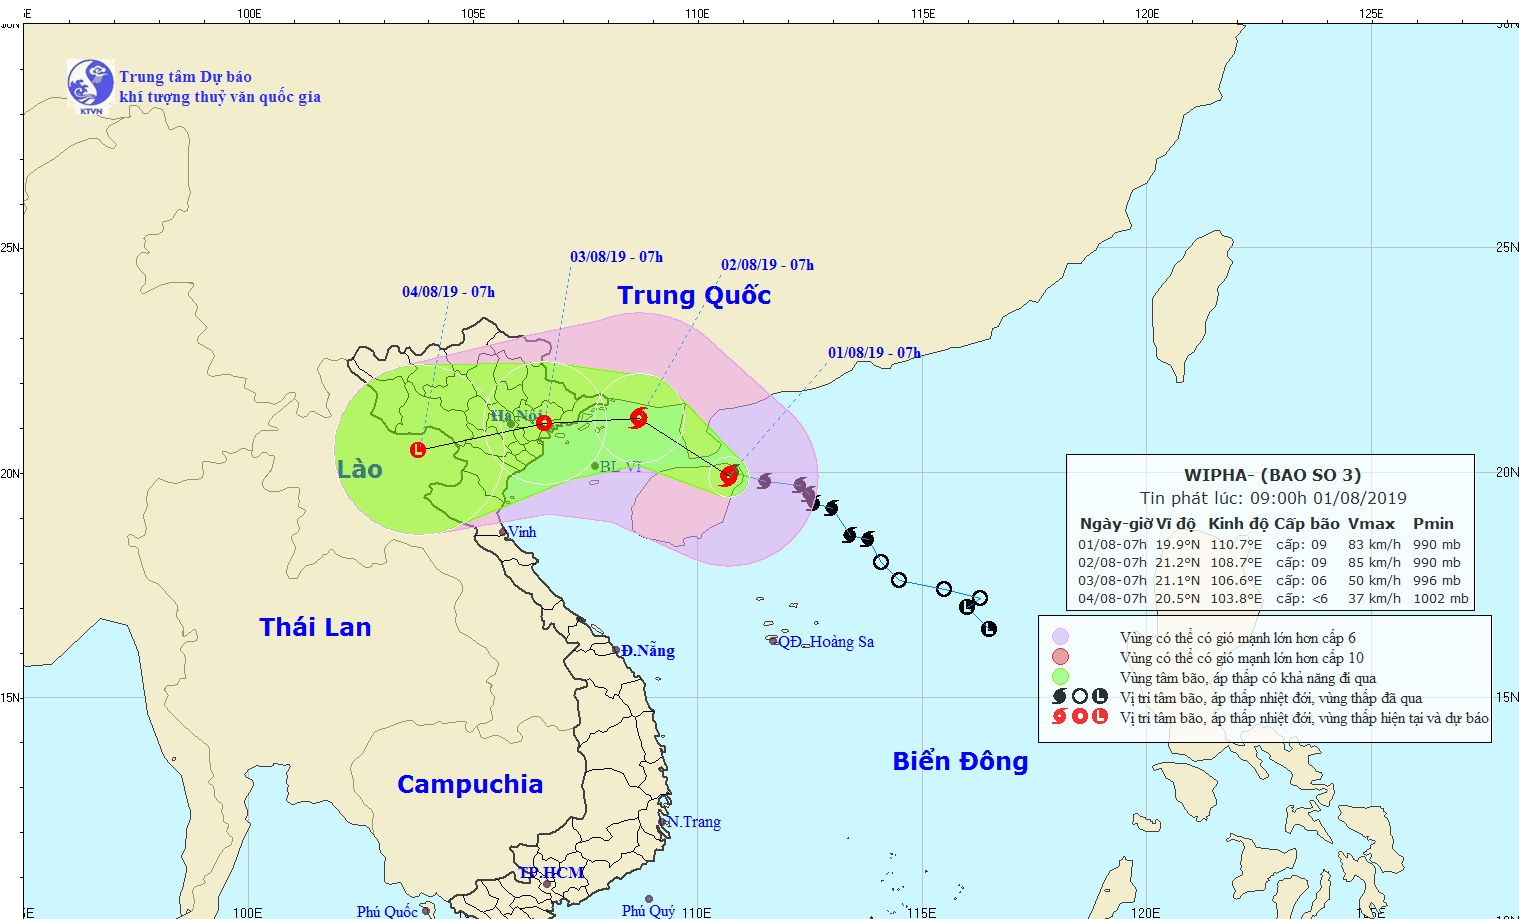 100E 105E 110E 115E 120E 125E
Trung tâm Dự báo
khí tượng thuỷ văn quốc gia
KTVN
25N
25N
03/08/19 - 07h
02/08/19 - 07h
04/08/19 - 07h
Trung Quốc
01/08/19 - 07h
Hà Nội
Lào
BL Vĩ
20N
20N
WIPHA- (BAO SO 3)
Tin phát lúc: 09:00h 01/08/2019
Ngày-giờ Vĩ độ Kinh độ Cấp bão Vmax Pmin
01/08-07h 19.9°N 110.7°E cấp: 09 83 km/h 990 mb
02/08-07h 21.2°N 108.7°E cấp: 09 85 km/h 990 mb
03/08-07h 21.1°N 106.6°E cấp: 06 50 km/h 996 mb
04/08-07h 20.5°N 103.8°E cấp: <6 37 km/h 1002 mb
Vinh
Thái Lan
Đ.Nẵng
QĐ. Hoàng Sa
Vùng có thể có gió mạnh lớn hơn cấp 6
Vùng có thể có gió mạnh lớn hơn cấp 10
Vùng tâm bão, áp thấp có khả năng đi qua
Vị trí tâm bão, áp thấp nhiệt đới, vùng thấp đã qua
Vị trí tâm bão, áp thấp nhiệt đới, vùng thấp hiện tại và dự báo
15N
15N
Biển Đông
Campuchia
N.Trang
TP.HCM
Phú Quốc
Phú Quý
100E 110E 115E 125E